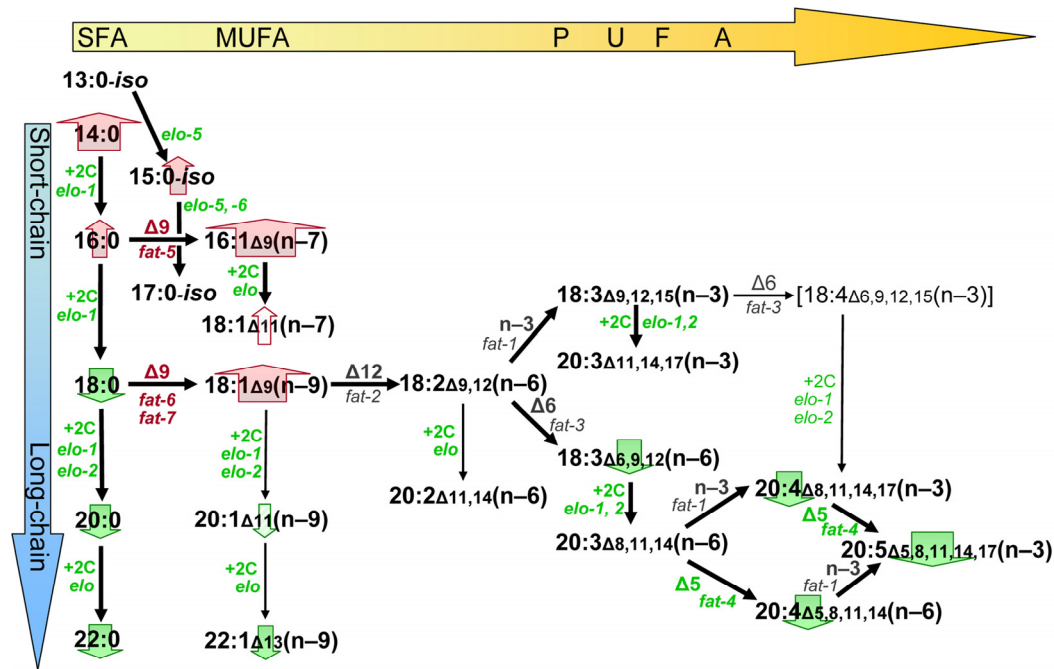 SFA MUFA P U F A
Short-chain
Long-chain
13:0-iso
elo-5
14:0
+2C
elo-1
15:0-iso
elo-5,-6
16:0
Δ9
fat-5
16:1Δ9(n–7)
17:0-iso
+2C
elo-1
+2C
elo
18:1Δ11(n–7)
18:0
Δ9
fat-6
fat-7
18:1Δ9(n–9)
Δ12
fat-2
18:2Δ9,12(n–6)
n–3
fat-1
18:3Δ9,12,15(n–3)
Δ6
fat-3
[18:4Δ6,9,12,15(n–3)]
+2C elo-1,2
20:3Δ11,14,17(n–3)
Δ6
fat-3
18:3Δ6,9,12(n–6)
+2C
elo
20:2Δ11,14(n–6)
+2C
elo-1
elo-2
+2C
elo-1
elo-2
+2C
elo-1, 2
+2C
elo-1
elo-2
20:0
20:1Δ11(n–9)
20:3Δ8,11,14(n–6)
n–3
fat-1
20:4Δ8,11,14,17(n–3)
Δ5
fat-4
20:5Δ5,8,11,14,17(n–3)
n–3
fat-1
Δ5
fat-4
20:4Δ5,8,11,14(n–6)
+2C
elo
+2C
elo
22:0
22:1Δ13(n–9)